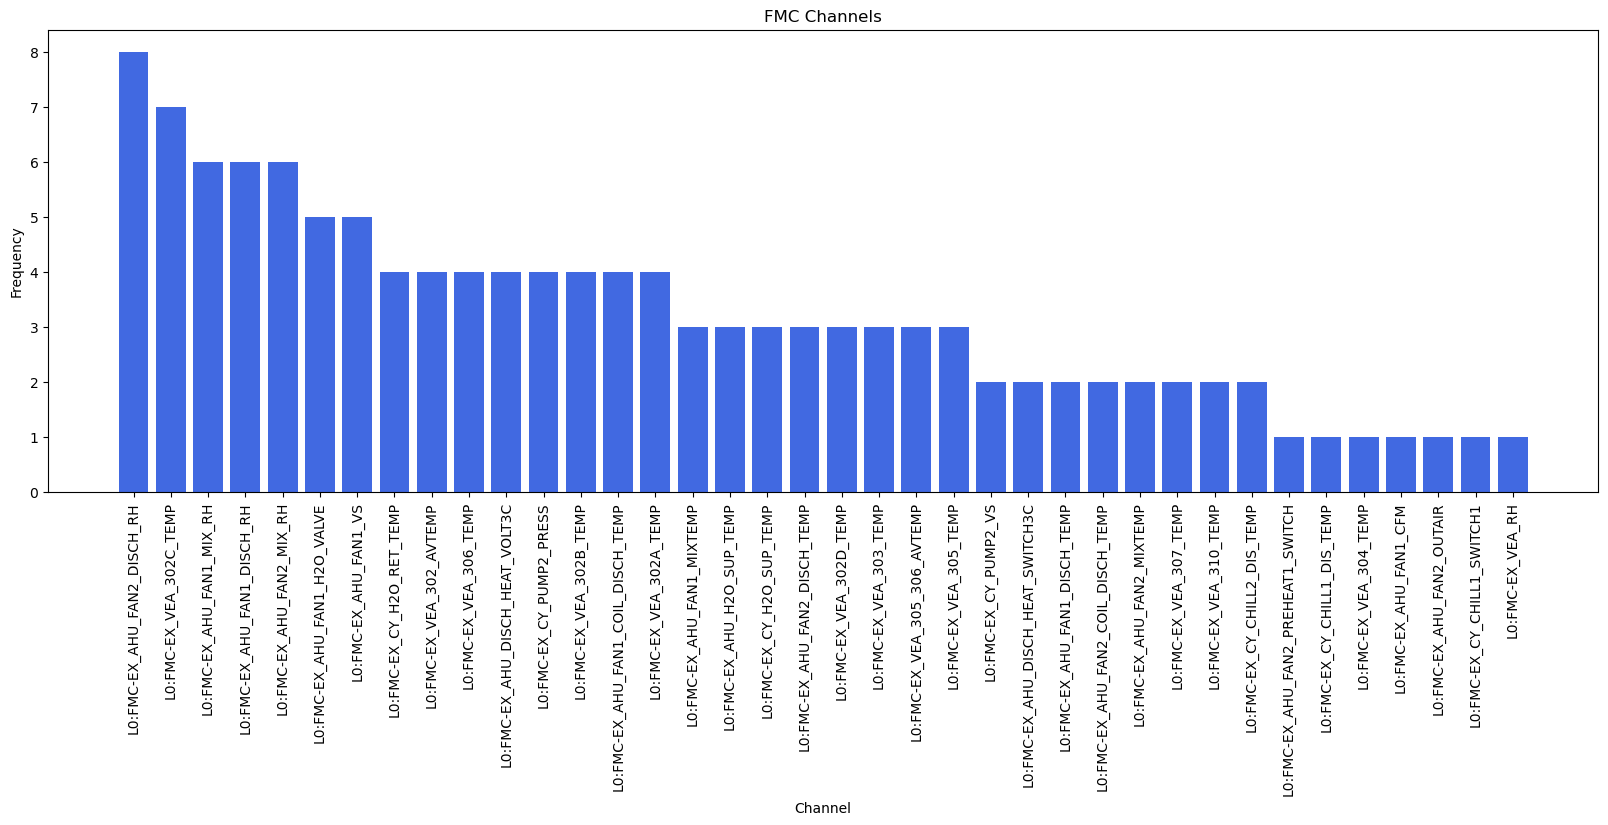 FMC Channels
Frequency
8
7
6
5
4
3
2
1
0
L0:FMC-EX_AHU_FAN2_DISCH_RH
L0:FMC-EX_VEA_302C_TEMP
L0:FMC-EX_AHU_FAN1_MIX_RH
L0:FMC-EX_AHU_FAN1_DISCH_RH
L0:FMC-EX_AHU_FAN2_MIX_RH
L0:FMC-EX_AHU_FAN1_H2O_VALVE
L0:FMC-EX_AHU_FAN1_VS
L0:FMC-EX_CY_H2O_RET_TEMP
L0:FMC-EX_VEA_302_AVTEMP
L0:FMC-EX_VEA_306_TEMP
L0:FMC-EX_AHU_DISCH_HEAT_VOLT3C
L0:FMC-EX_CY_PUMP2_PRESS
L0:FMC-EX_VEA_302B_TEMP
L0:FMC-EX_AHU_FAN1_COIL_DISCH_TEMP
L0:FMC-EX_VEA_302A_TEMP
L0:FMC-EX_AHU_FAN1_MIXTEMP
L0:FMC-EX_AHU_H2O_SUP_TEMP
L0:FMC-EX_CY_H2O_SUP_TEMP
L0:FMC-EX_AHU_FAN2_DISCH_TEMP
L0:FMC-EX_VEA_302D_TEMP
L0:FMC-EX_VEA_303_TEMP
L0:FMC-EX_VEA_305_306_AVTEMP
L0:FMC-EX_VEA_305_TEMP
L0:FMC-EX_CY_PUMP2_VS
L0:FMC-EX_AHU_DISCH_HEAT_SWITCH3C
L0:FMC-EX_AHU_FAN1_DISCH_TEMP
L0:FMC-EX_AHU_FAN2_COIL_DISCH_TEMP
L0:FMC-EX_AHU_FAN2_MIXTEMP
L0:FMC-EX_VEA_307_TEMP
L0:FMC-EX_VEA_310_TEMP
L0:FMC-EX_CY_CHILL2_DIS_TEMP
L0:FMC-EX_AHU_FAN2_PREHEAT1_SWITCH
L0:FMC-EX_CY_CHILL1_DIS_TEMP
L0:FMC-EX_VEA_304_TEMP
L0:FMC-EX_AHU_FAN1_CFM
L0:FMC-EX_AHU_FAN2_OUTAIR
L0:FMC-EX_CY_CHILL1_SWITCH1
L0:FMC-EX_VEA_RH
Channel